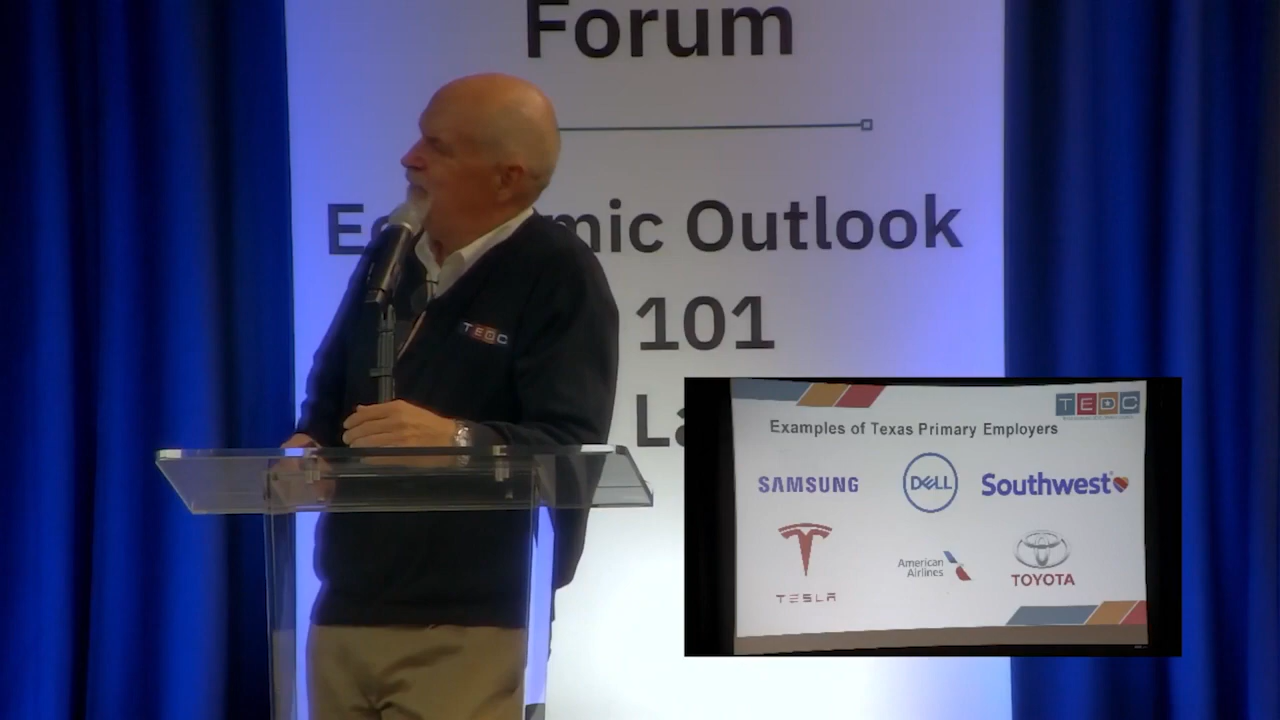 Forum
Economic Outlook
101
La
TEDC
TEDC
Examples of Texas Primary Employers
SAMSUNG
DELL
Southwest
TESLA
American
Airlines
TOYOTA